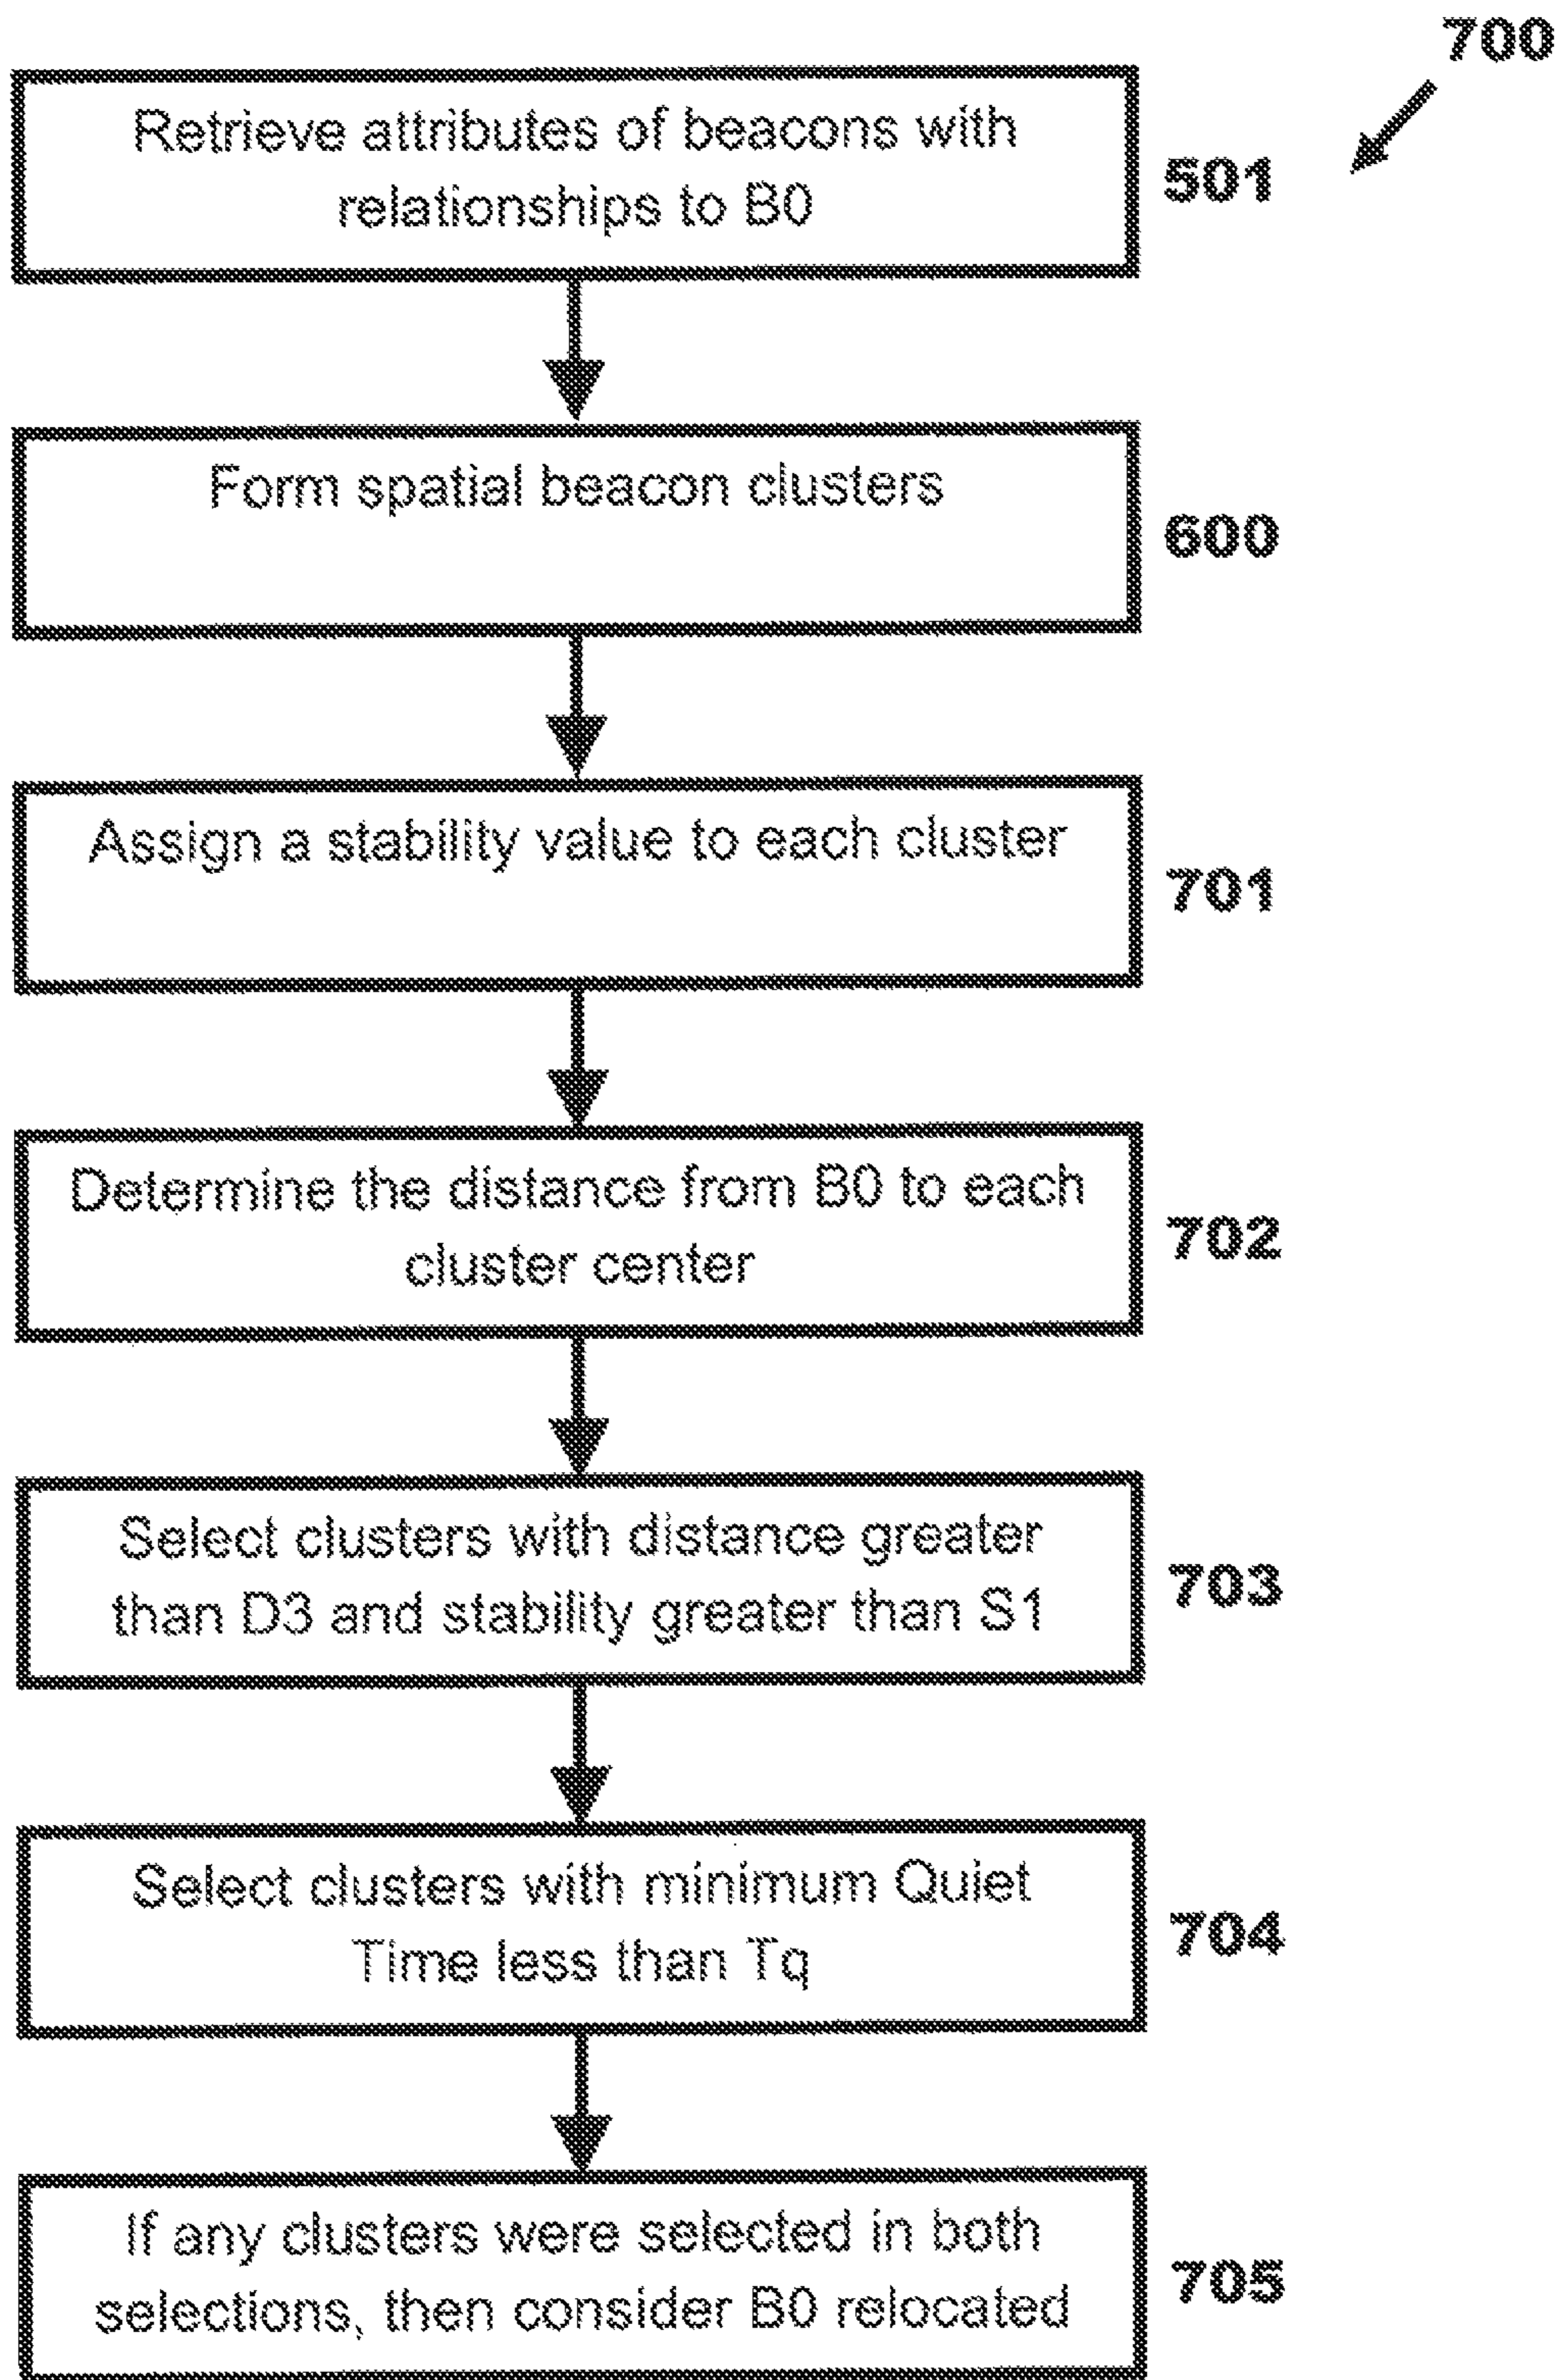 700
Retrieve attributes of beacons with
relationships to B0
501
Form spatial beacon clusters
600
Assign a stability value to each cluster
701
Determine the distance from B0 to each
cluster center
702
Select clusters with distance greater
than D3 and stability greater than S1
703
Select clusters with minimum Quiet
Time less than Tq
704
If any clusters were selected in both
selections, then consider B0 relocated
705